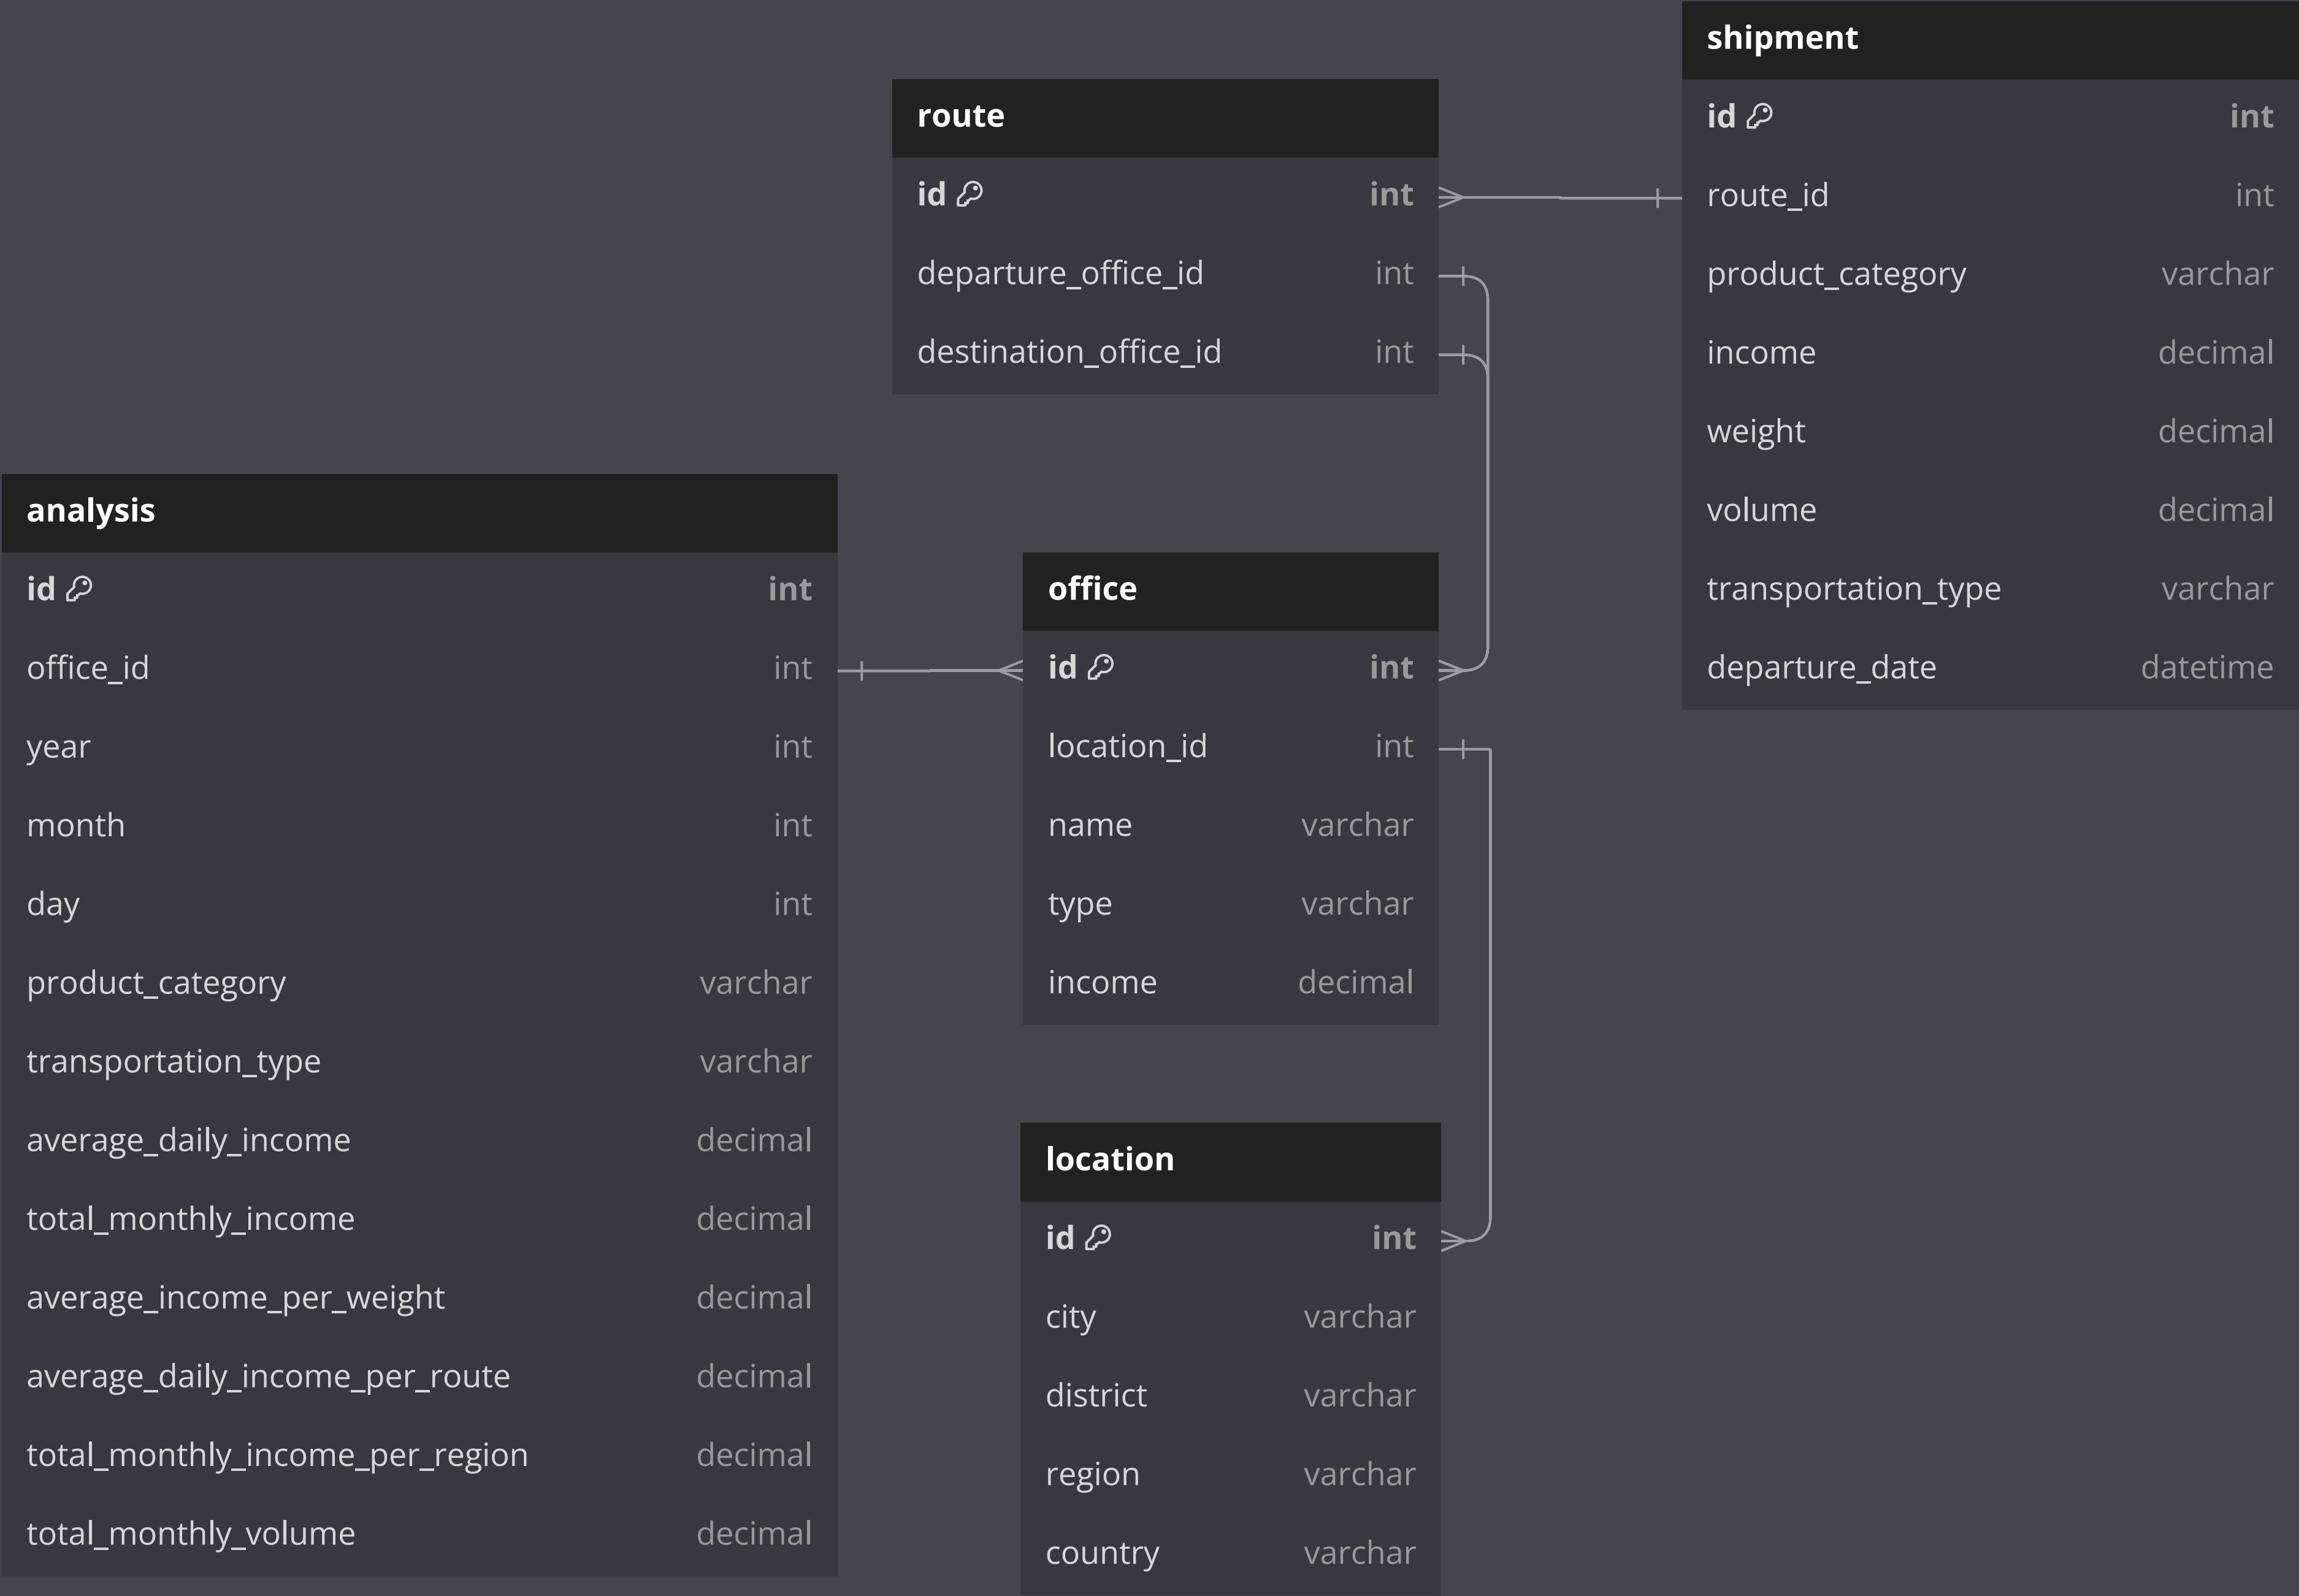 shipment
id int
route_id int
product_category varchar
income decimal
weight decimal
volume decimal
transportation_type varchar
departure_date datetime
route
id int
departure_office_id int
destination_office_id int
analysis
id int
office_id int
year int
month int
day int
product_category varchar
transportation_type varchar
average_daily_income decimal
total_monthly_income decimal
average_income_per_weight decimal
average_daily_income_per_route decimal
total_monthly_income_per_region decimal
total_monthly_volume decimal
office
id int
location_id int
name varchar
type varchar
income decimal
location
id int
city varchar
district varchar
region varchar
country varchar